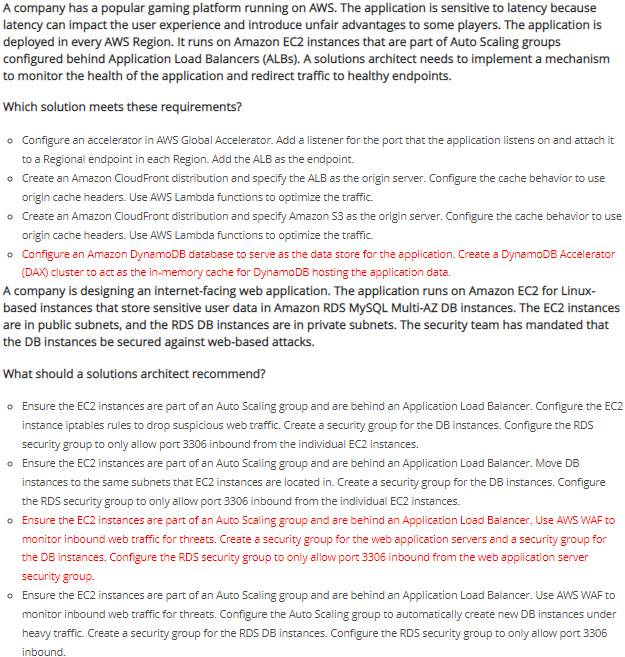 A company has a popular gaming platform running on AWS. The application is sensitive to latency because
latency can impact the user experience and introduce unfair advantages to some players. The application is
deployed in every AWS Region. It runs on Amazon EC2 instances that are part of Auto Scaling groups
configured behind Application Load Balancers (ALBs). A solutions architect needs to implement a mechanism
to monitor the health of the application and redirect traffic to healthy endpoints.
Which solution meets these requirements?
Configure an accelerator in AWS Global Accelerator. Add a listener for the port that the application listens on and attach it
to a Regional endpoint in each Region. Add the ALB as the endpoint.
Create an Amazon CloudFront distribution and specify the ALB as the origin server. Configure the cache behavior to use
origin cache headers. Use AWS Lambda functions to optimize the traffic.
Create an Amazon CloudFront distribution and specify Amazon S3 as the origin server. Configure the cache behavior to use
origin cache headers. Use AWS Lambda functions to optimize the traffic.
Configure an Amazon DynamoDB database to serve as the data store for the application. Create a DynamoDB Accelerator
(DAX) cluster to act as the in-memory cache for DynamoDB hosting the application data.
A company is designing an internet-facing web application. The application runs on Amazon EC2 for Linux-
based instances that store sensitive user data in Amazon RDS MySQL Multi-AZ DB instances. The EC2 instances
are in public subnets, and the RDS DB instances are in private subnets. The security team has mandated that
the DB instances be secured against web-based attacks.
What should a solutions architect recommend?
Ensure the EC2 instances are part of an Auto Scaling group and are behind an Application Load Balancer. Configure the EC2
instance iptables rules to drop suspicious web traffic. Create a security group for the DB instances. Configure the RDS
security group to only allow port 3306 inbound from the individual EC2 instances.
Ensure the EC2 instances are part of an Auto Scaling group and are behind an Application Load Balancer. Move DB
instances to the same subnets that EC2 instances are located in. Create a security group for the DB instances. Configure
the RDS security group to only allow port 3306 inbound from the individual EC2 instances.
Ensure the EC2 instances are part of an Auto Scaling group and are behind an Application Load Balancer. Use AWS WAF to
monitor inbound web traffic for threats. Create a security group for the web application servers and a security group for
the DB instances. Configure the RDS security group to only allow port 3306 inbound from the web application server
security group.
Ensure the EC2 instances are part of an Auto Scaling group and are behind an Application Load Balancer. Use AWS WAF to
monitor inbound web traffic for threats. Configure the Auto Scaling group to automatically create new DB instances under
heavy traffic. Create a security group for the RDS DB instances. Configure the RDS security group to only allow port 3306
inbound.